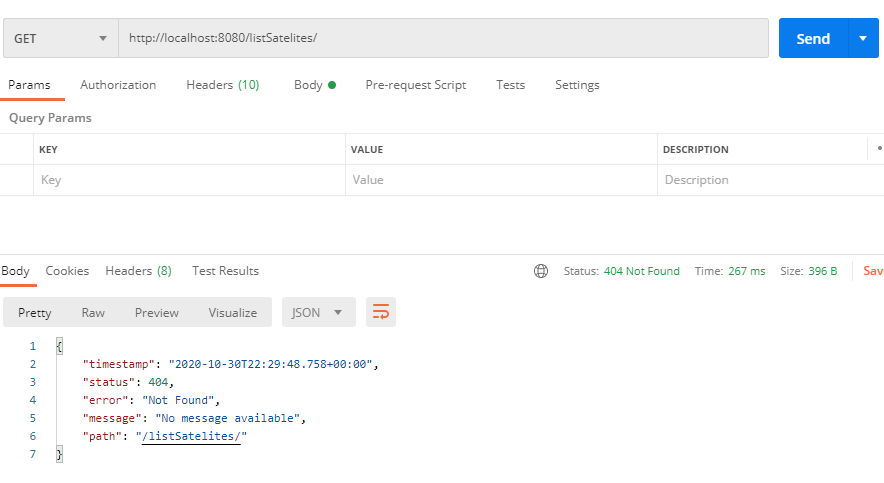 GET http://localhost:8080/listSatelites/ Send
Params Authorization Headers (10) Body Pre-request Script Tests Settings
Query Params
KEY VALUE DESCRIPTION
Key Value Description
Body Cookies Headers (8) Test Results Status: 404 Not Found Time: 267 ms Size: 396 B Sav
Pretty Raw Preview Visualize JSON
1 {
2 "timestamp": "2020-10-30T22:29:48.758+00:00",
3 "status": 404,
4 "error": "Not Found",
5 "message": "No message available",
6 "path": "/listSatelites/"
7 }